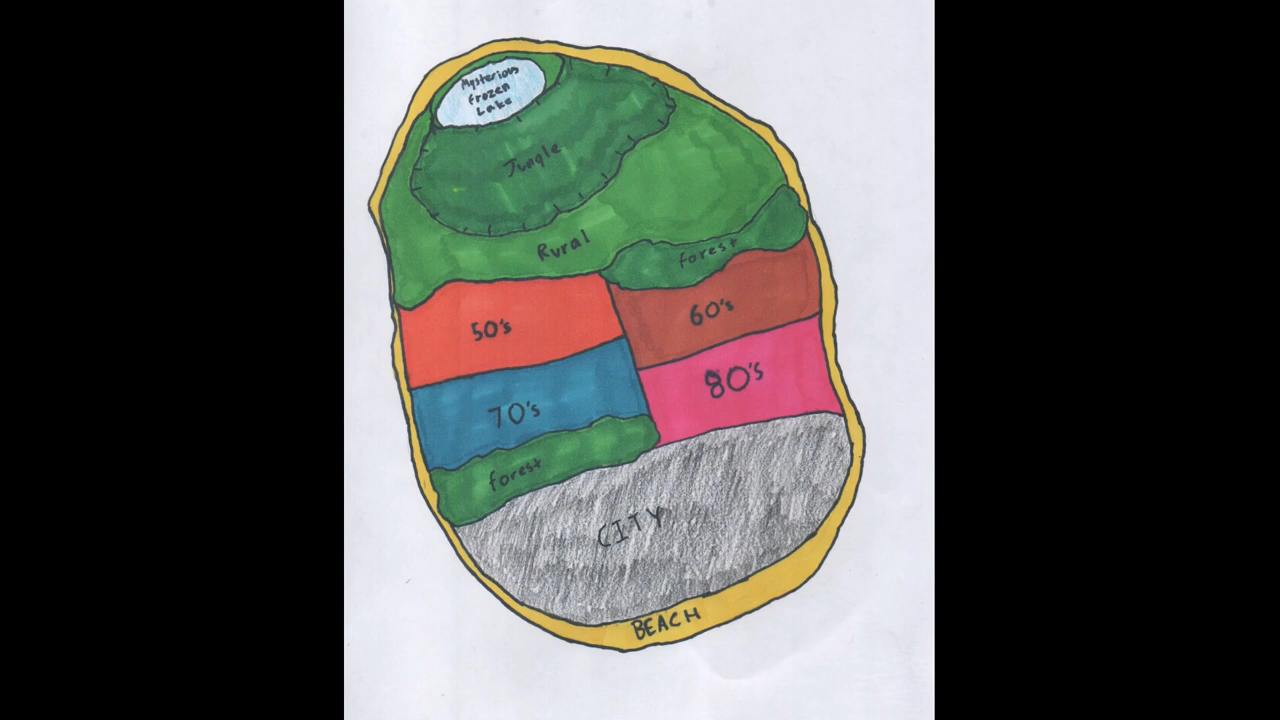 Mysterious
frozen
Lake
Jungle
Rural
forest
50's
60's
70's
80's
forest
CITY
BEACH